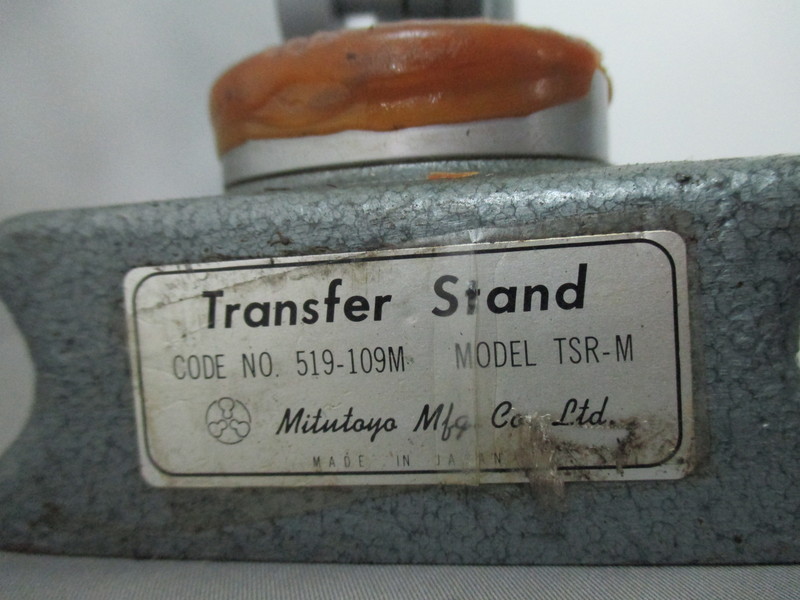 Transfer Stand
CODE NO. 519-109M MODEL TSR-M
Mitutoyo Mfg. Co. Ltd.
MADE IN JAPAN